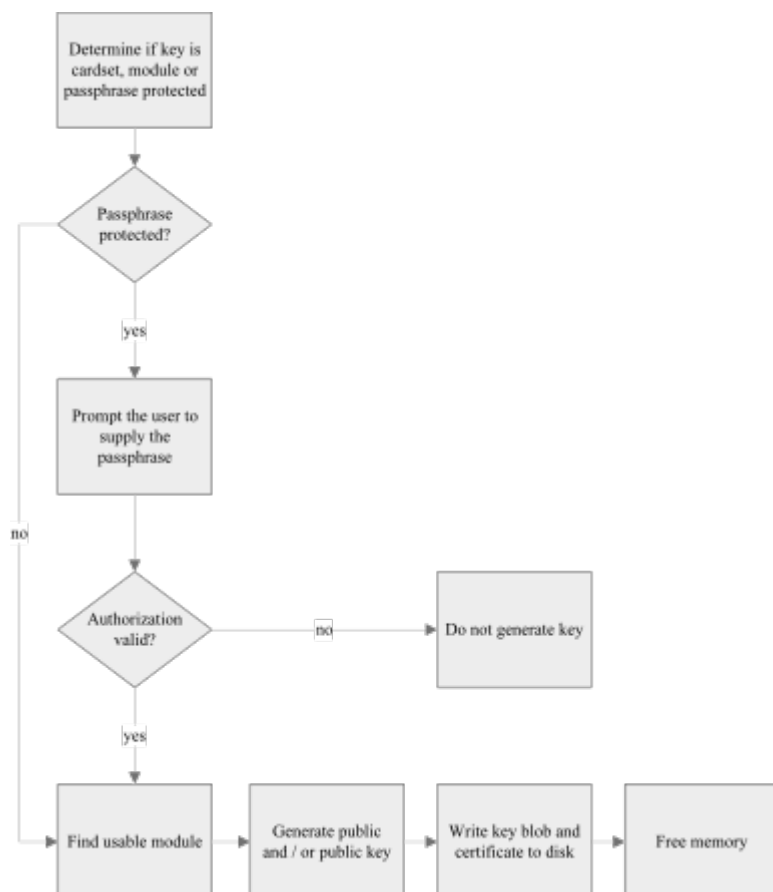 Determine if key is
cardset, module or
passphrase protected
Passphrase
protected?
yes
Prompt the user to
supply the
passphrase
no
Authorization
valid?
no
Do not generate key
yes
Find usable module
Generate public
and / or public key
Write key blob and
certificate to disk
Free memory